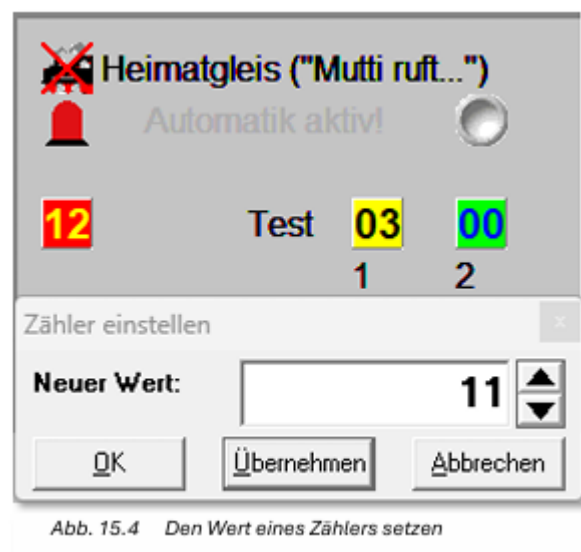 Heimatgleis ("Mutti ruft...")
Automatik aktiv!
12 Test 03 00
1 2
Zähler einstellen x
Neuer Wert: 11
OK Übernehmen Abbrechen
Abb. 15.4 Den Wert eines Zählers setzen